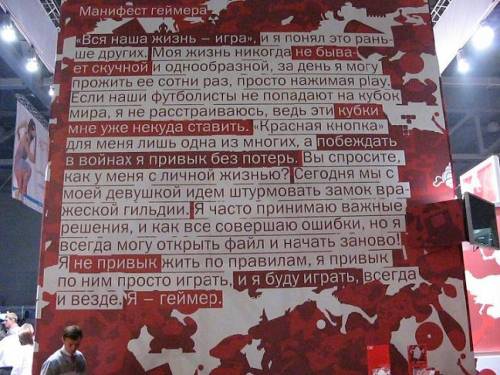 Манифест геймера
«Вся наша жизнь – игра», и я понял это рань-
ше других. Моя жизнь никогда не быва-
ет скучной и однообразной, за день я могу
прожить ее сотни раз, просто нажимая play.
Если наши футболисты не попадают на кубок
мира, я не расстраиваюсь, ведь эти кубки
мне уже некуда ставить. «Красная кнопка»
для меня лишь одна из многих, а побеждать
в войнах я привык без потерь. Вы спросите,
как у меня с личной жизнью? Сегодня мы с
моей девушкой идем штурмовать замок вра-
жеской гильдии. Я часто принимаю важные
решения, и как все совершаю ошибки, но я
всегда могу открыть файл и начать заново!
Я не привык жить по правилам, я привык
по ним просто играть, и я буду играть, всегда
и везде. Я – геймер.